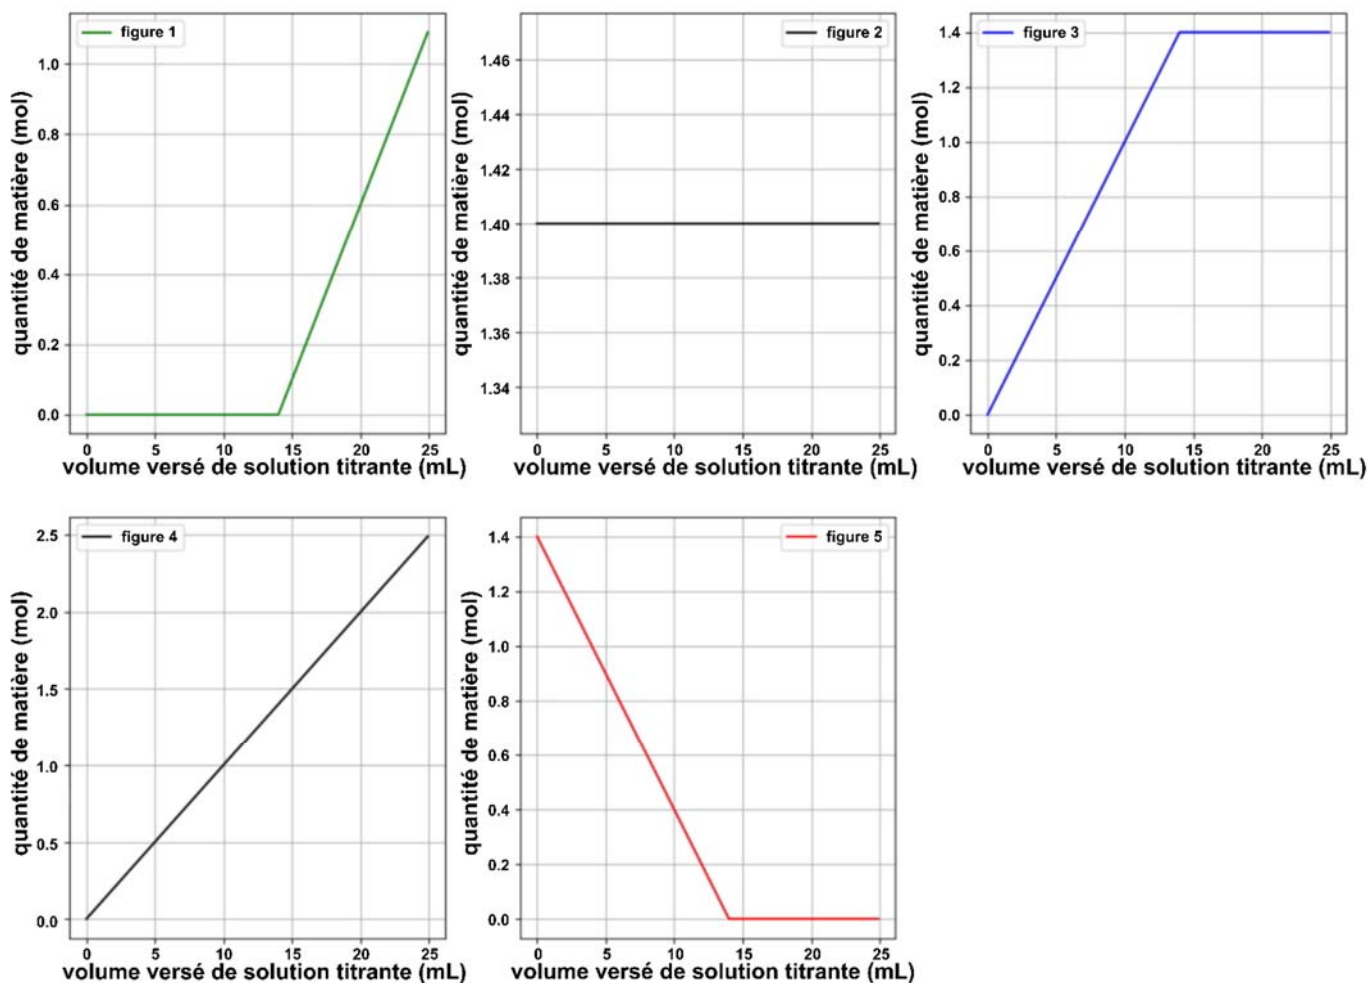 figure 1
1.0
0.8
0.6
0.4
0.2
0.0
quantité de matière (mol)
0 5 10 15 20 25
volume versé de solution titrante (mL)
figure 2
1.46
1.44
1.42
1.40
1.38
1.36
1.34
quantité de matière (mol)
0 5 10 15 20 25
volume versé de solution titrante (mL)
figure 3
1.4
1.2
1.0
0.8
0.6
0.4
0.2
0.0
quantité de matière (mol)
0 5 10 15 20 25
volume versé de solution titrante (mL)
figure 4
2.5
2.0
1.5
1.0
0.5
0.0
quantité de matière (mol)
0 5 10 15 20 25
volume versé de solution titrante (mL)
figure 5
1.4
1.2
1.0
0.8
0.6
0.4
0.2
0.0
quantité de matière (mol)
0 5 10 15 20 25
volume versé de solution titrante (mL)